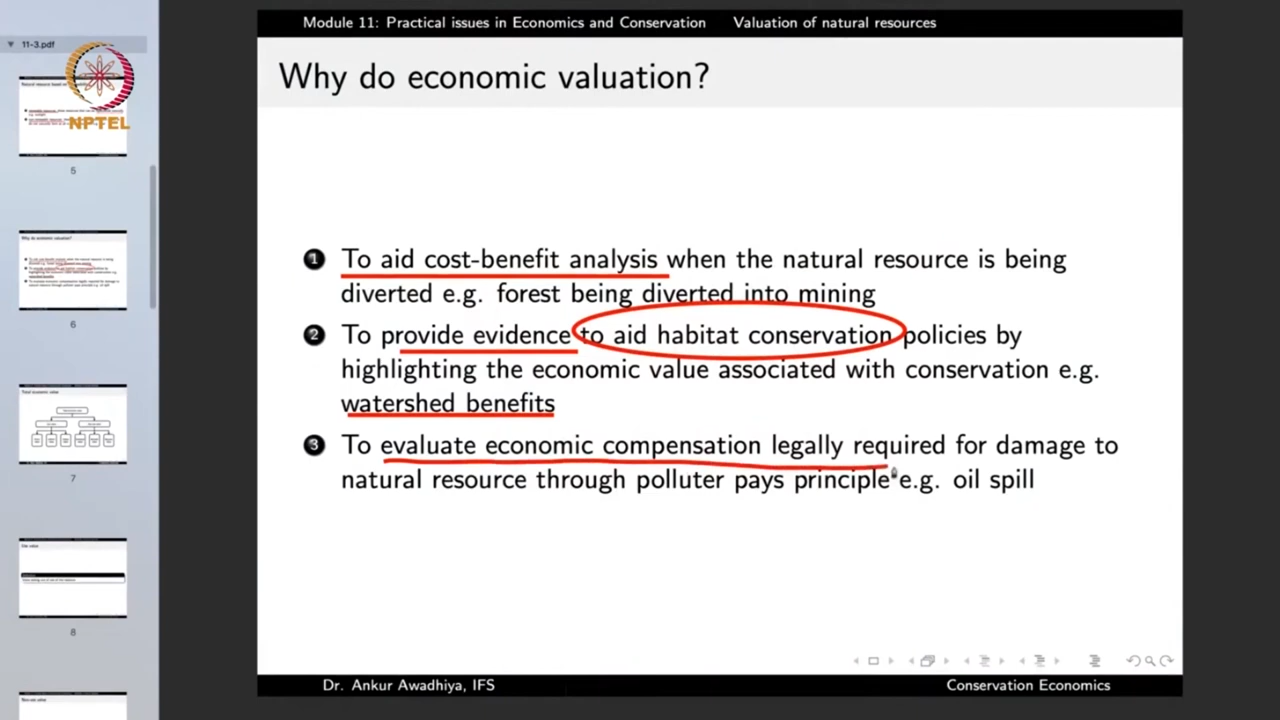 Module 11: Practical issues in Economics and Conservation Valuation of natural resources
11-3.pdf
NPTEL
Why do economic valuation?
5
6
7
8
1 To aid cost-benefit analysis when the natural resource is being
diverted e.g. forest being diverted into mining
2 To provide evidence to aid habitat conservation policies by
highlighting the economic value associated with conservation e.g.
watershed benefits
3 To evaluate economic compensation legally required for damage to
natural resource through polluter pays principle e.g. oil spill
Dr. Ankur Awadhiya, IFS Conservation Economics